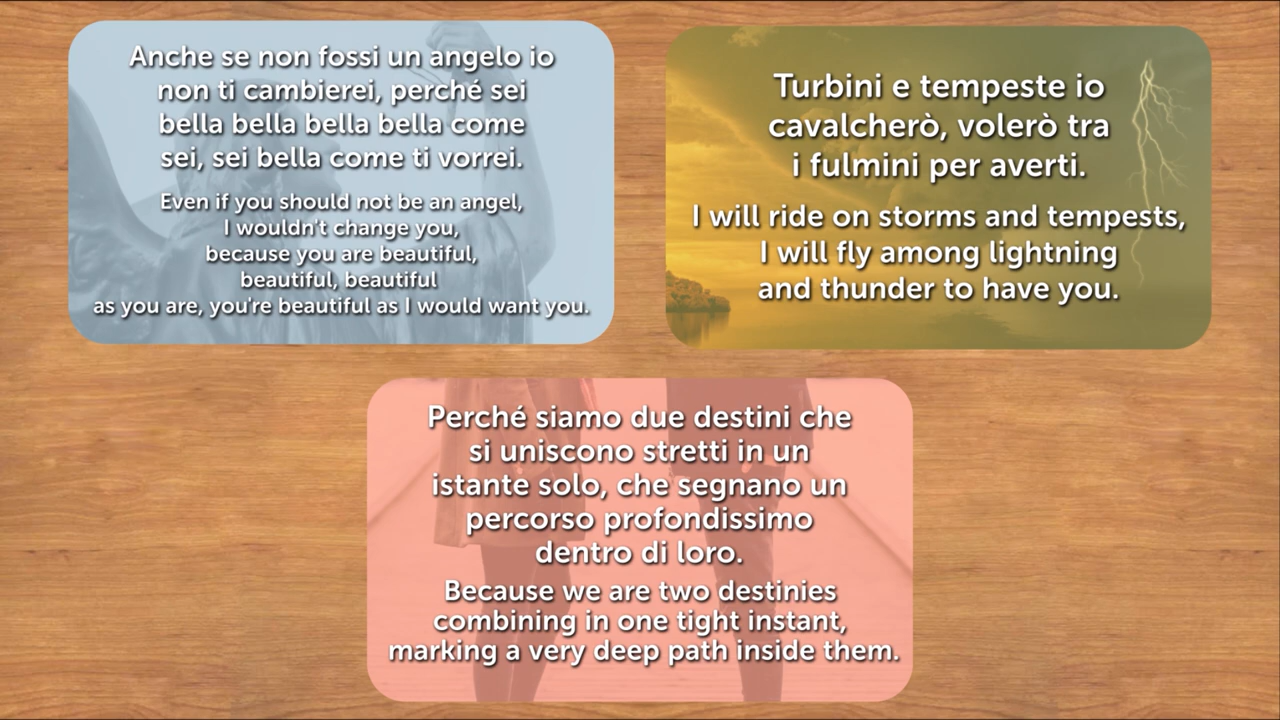 Anche se non fossi un angelo io
non ti cambierei, perché sei
bella bella bella bella come
sei, sei bella come ti vorrei.
Even if you should not be an angel,
I wouldn't change you,
because you are beautiful,
beautiful, beautiful
as you are, you're beautiful as I would want you.
Turbini e tempeste io
cavalcherò, volerò tra
i fulmini per averti.
I will ride on storms and tempests,
I will fly among lightning
and thunder to have you.
Perché siamo due destini che
si uniscono stretti in un
istante solo, che segnano un
percorso profondissimo
dentro di loro.
Because we are two destinies
combining in one tight instant,
marking a very deep path inside them.